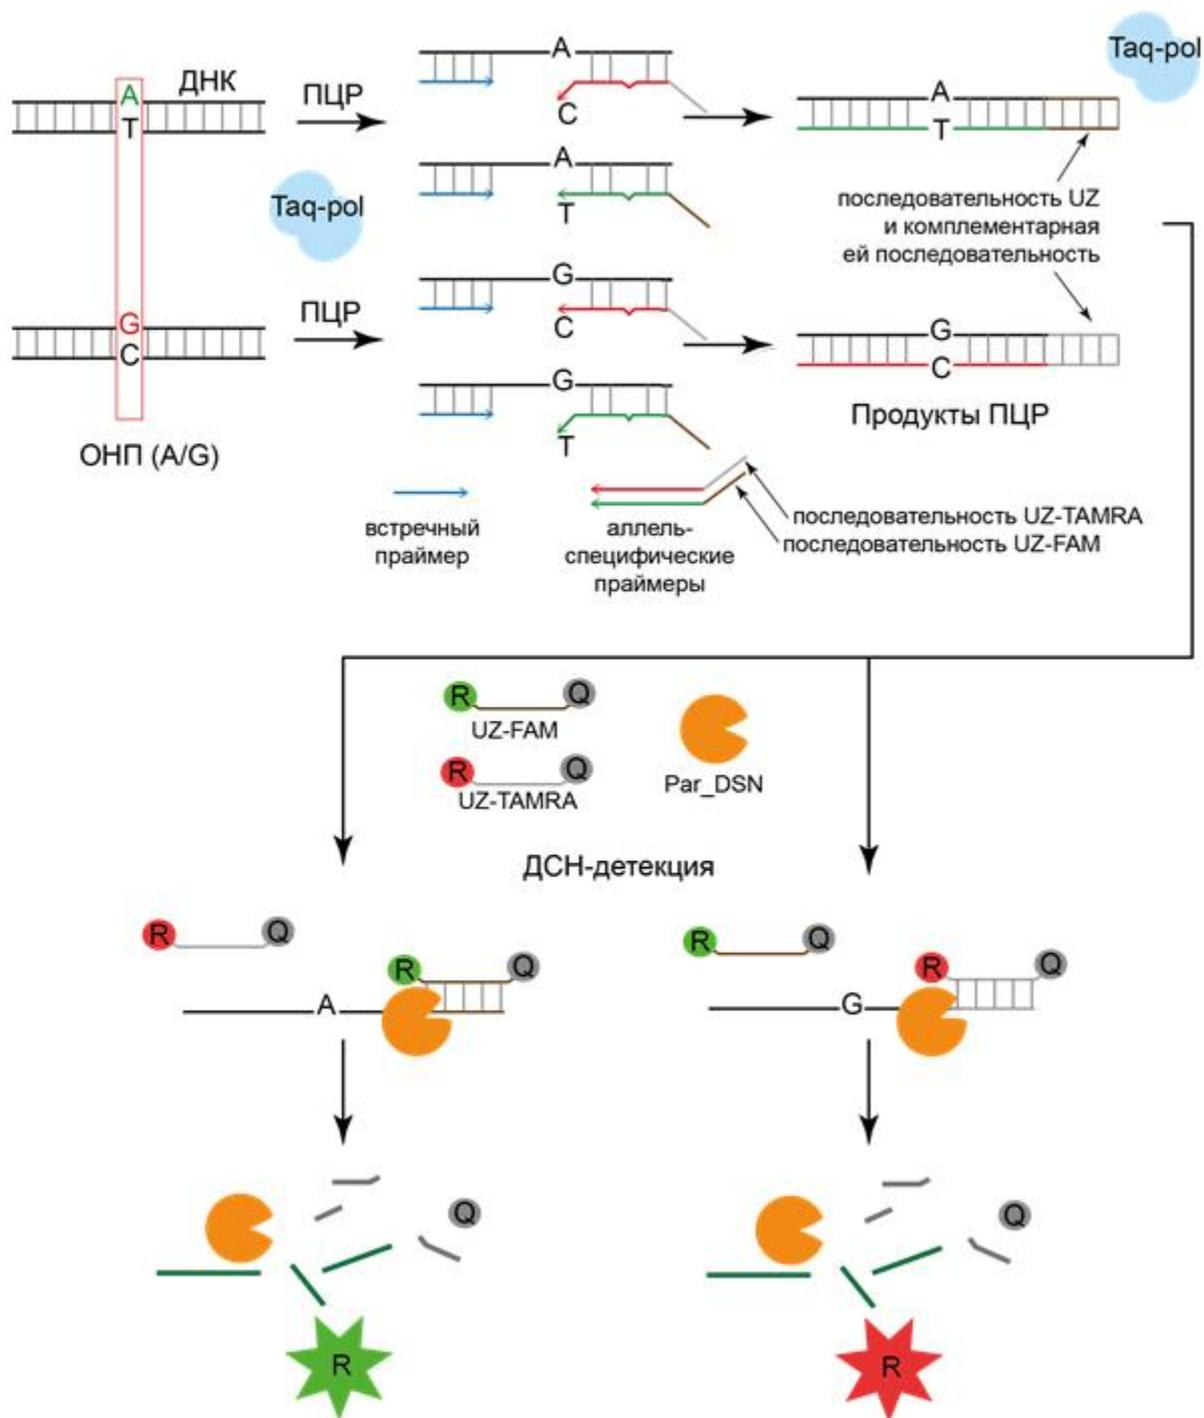 A
Taq-pol
A
ДНК
ПЦР
A
T
C
T
A
Taq-pol
T
последовательность UZ
и комплементарная
ей последовательность
G
ПЦР
G
C
G
C
C
G
Продукты ПЦР
T
ОНП (A/G)
встречный
праймер
аллель-
специфические
праймеры
последовательность UZ-TAMRA
последовательность UZ-FAM
R Q
UZ-FAM
R Q
UZ-TAMRA
Par_DSN
ДСН-детекция
R Q
R Q
A
R Q
R Q
G
Q
R
Q
R